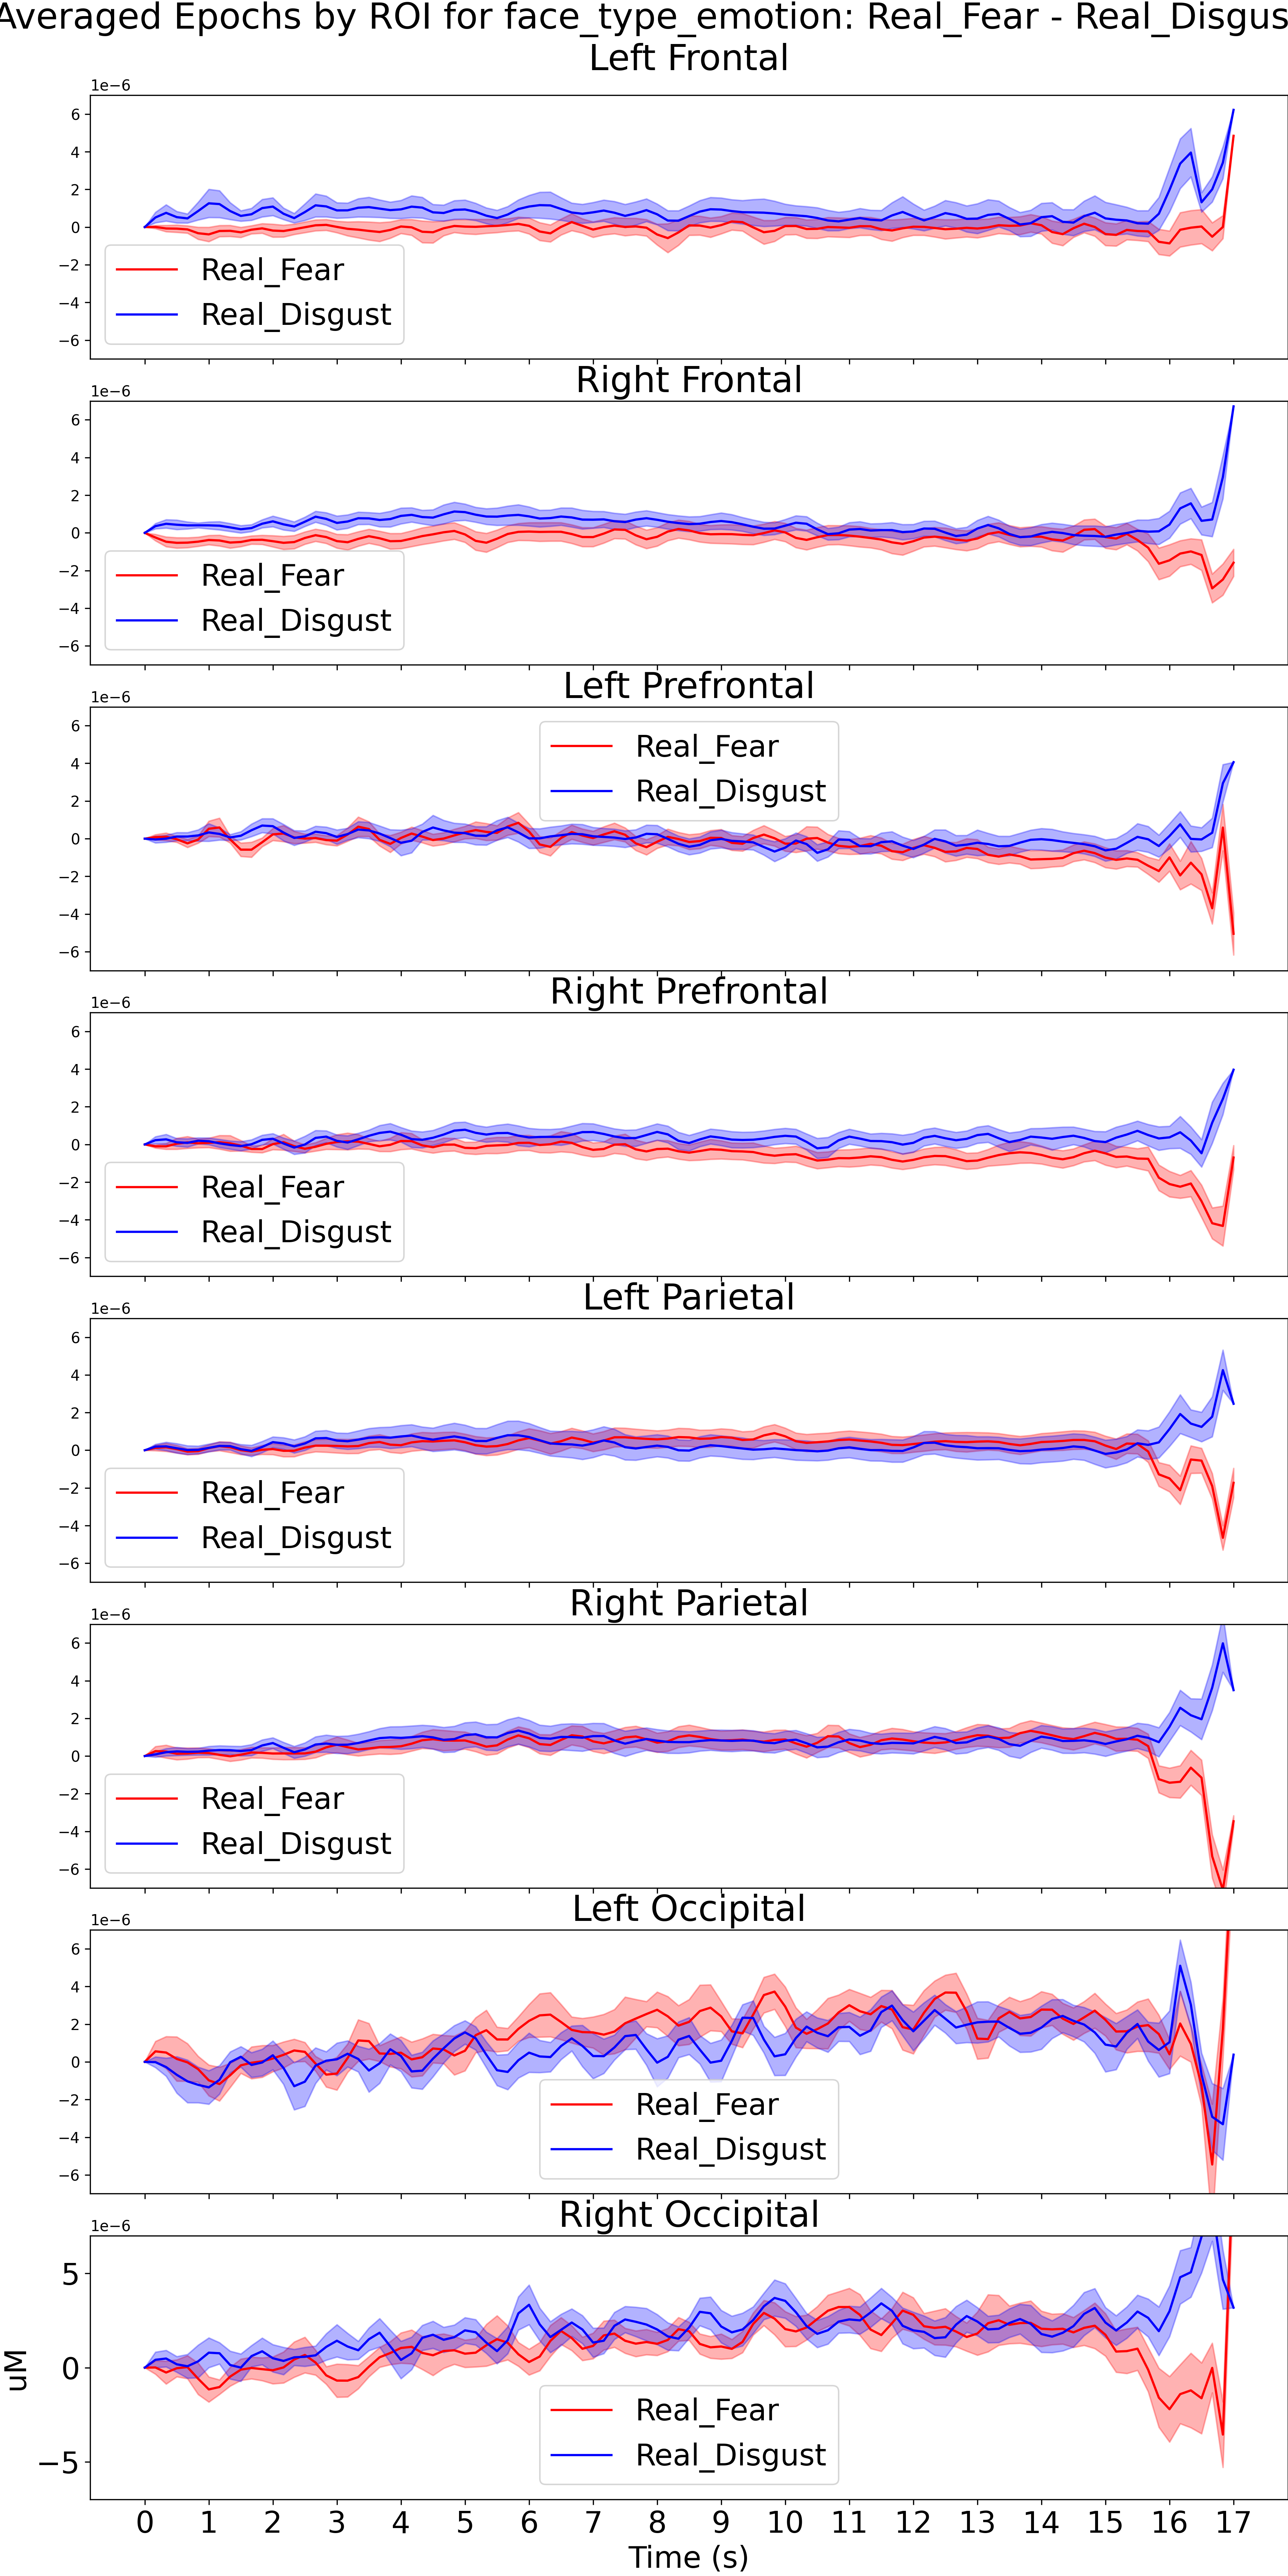 Averaged Epochs by ROI for face_type_emotion: Real_Fear - Real_Disgus
Left Frontal
1e−6
6
4
2
0
−2
−4
−6
Real_Fear
Real_Disgust
Right Frontal
1e−6
6
4
2
0
−2
−4
−6
Real_Fear
Real_Disgust
Left Prefrontal
1e−6
6
4
2
0
−2
−4
−6
Real_Fear
Real_Disgust
Right Prefrontal
1e−6
6
4
2
0
−2
−4
−6
Real_Fear
Real_Disgust
Left Parietal
1e−6
6
4
2
0
−2
−4
−6
Real_Fear
Real_Disgust
Right Parietal
1e−6
6
4
2
0
−2
−4
−6
Real_Fear
Real_Disgust
Left Occipital
1e−6
6
4
2
0
−2
−4
−6
Real_Fear
Real_Disgust
Right Occipital
1e−6
5
0
−5
uM
Real_Fear
Real_Disgust
0 1 2 3 4 5 6 7 8 9 10 11 12 13 14 15 16 17
Time (s)